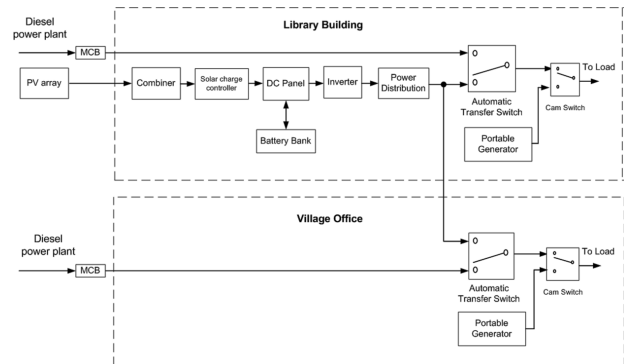 Library Building
Diesel
power plant
MCB
PV array
Combiner
Solar charge
controller
DC Panel
Inverter
Power
Distribution
Battery Bank
Automatic
Transfer Switch
Portable
Generator
To Load
Cam Switch
Village Office
Diesel
power plant
MCB
Automatic
Transfer Switch
Portable
Generator
To Load
Cam Switch